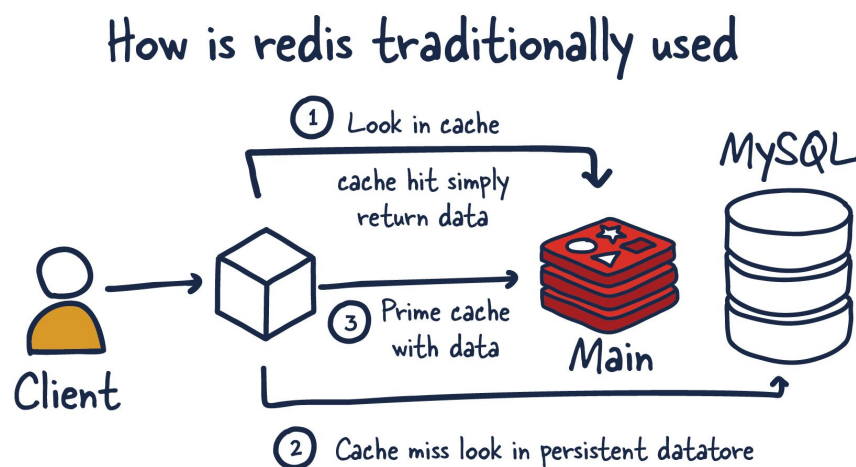 How is redis traditionally used
1 Look in cache
cache hit simply
return data
MySQL
3 Prime cache
with data
Main
Client
2 Cache miss look in persistent datatore